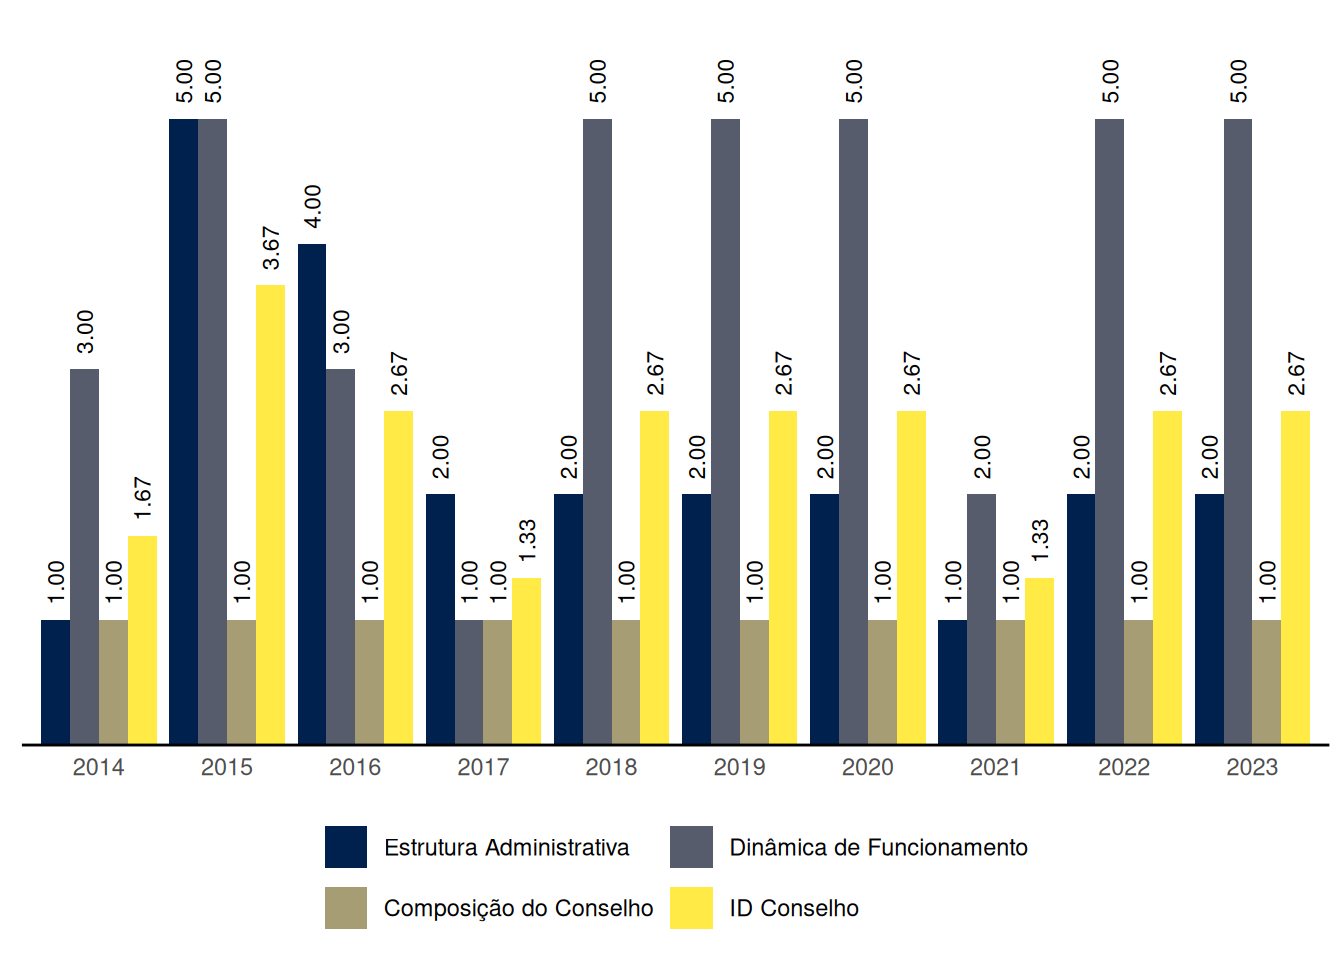 1.00 3.00 1.00 1.67
5.00 5.00 1.00 3.67
4.00 3.00 1.00 2.67
2.00 1.00 1.00 1.33
2.00 5.00 1.00 2.67
2.00 5.00 1.00 2.67
2.00 5.00 1.00 2.67
1.00 2.00 1.00 1.33
2.00 5.00 1.00 2.67
2.00 5.00 1.00 2.67
2014 2015 2016 2017 2018 2019 2020 2021 2022 2023
Estrutura Administrativa Dinâmica de Funcionamento
Composição do Conselho ID Conselho